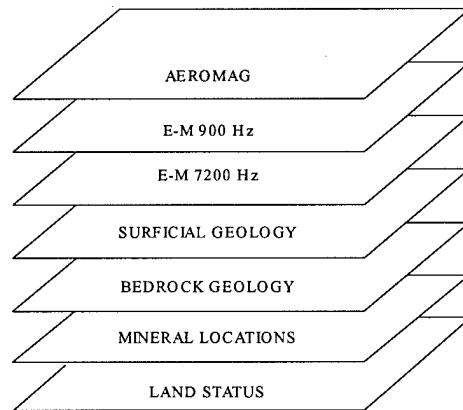 AEROMAG
E-M 900 Hz
E-M 7200 Hz
SURFICIAL GEOLOGY
BEDROCK GEOLOGY
MINERAL LOCATIONS
LAND STATUS